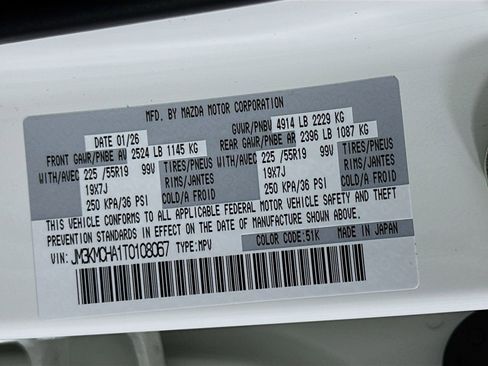 MFD. BY MAZDA MOTOR CORPORATION
DATE 01/26 GVWR/PNBV 4914 LB 2229 KG
FRONT GAWR/PNBE AV 2524 LB 1145 KG REAR GAWR/PNBE AR 2396 LB 1087 KG
WITH/AVEC 225 /55R19 99V TIRES/PNEUS WITH/AVEC 225 /55R19 99V TIRES/PNEUS
19X7J RIMS/JANTES 19X7J RIMS/JANTES
250 KPA/36 PSI COLD/A FROID 250 KPA/36 PSI COLD/A FROID
THIS VEHICLE CONFORMS TO ALL APPLICABLE FEDERAL MOTOR VEHICLE SAFETY AND THEFT
PREVENTION STANDARDS IN EFFECT ON THE DATE OF MANUFACTURE SHOWN ABOVE.
VIN: JM3KMCHA1T0108067 TYPE:MPV COLOR CODE:51K MADE IN JAPAN